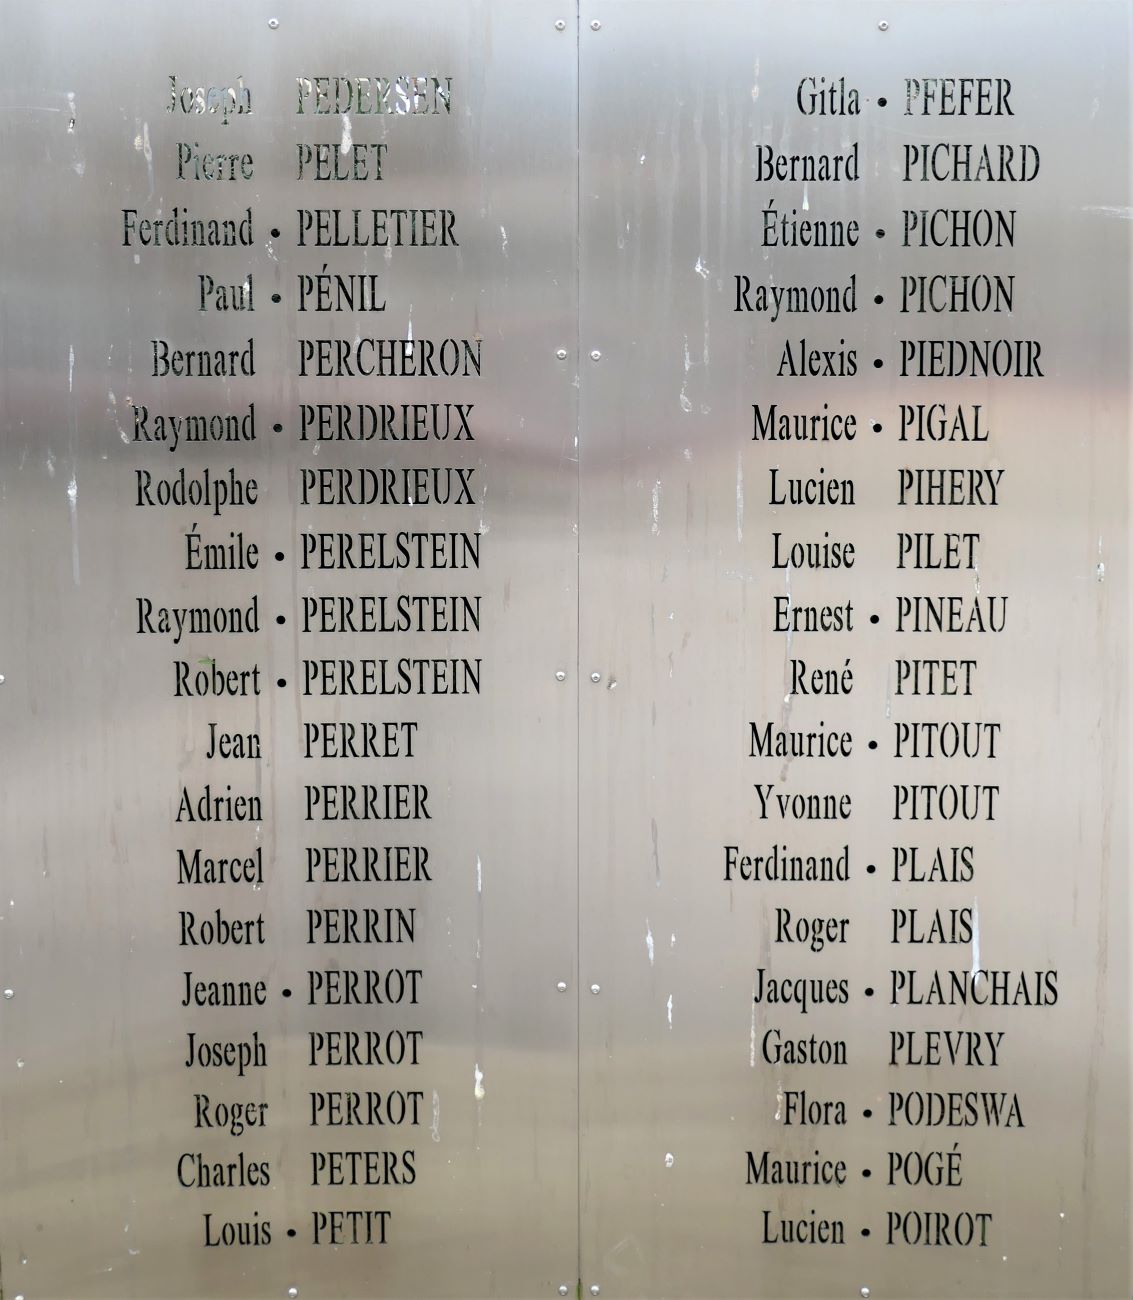 Joseph PEDERSEN
Pierre PELET
Ferdinand • PELLETIER
Paul • PÉNIL
Bernard PERCHERON
Raymond • PERDRIEUX
Rodolphe PERDRIEUX
Émile • PERELSTEIN
Raymond • PERELSTEIN
Robert • PERELSTEIN
Jean PERRET
Adrien PERRIER
Marcel PERRIER
Robert PERRIN
Jeanne • PERROT
Joseph PERROT
Roger PERROT
Charles PETERS
Louis • PETIT
Gitla • PFEFER
Bernard PICHARD
Étienne • PICHON
Raymond • PICHON
Alexis • PIEDNOIR
Maurice • PIGAL
Lucien PIHERY
Louise PILET
Ernest • PINEAU
René PITET
Maurice • PITOUT
Yvonne PITOUT
Ferdinand • PLAIS
Roger PLAIS
Jacques • PLANCHAIS
Gaston PLEVRY
Flora • PODESWA
Maurice • POGÉ
Lucien • POIROT